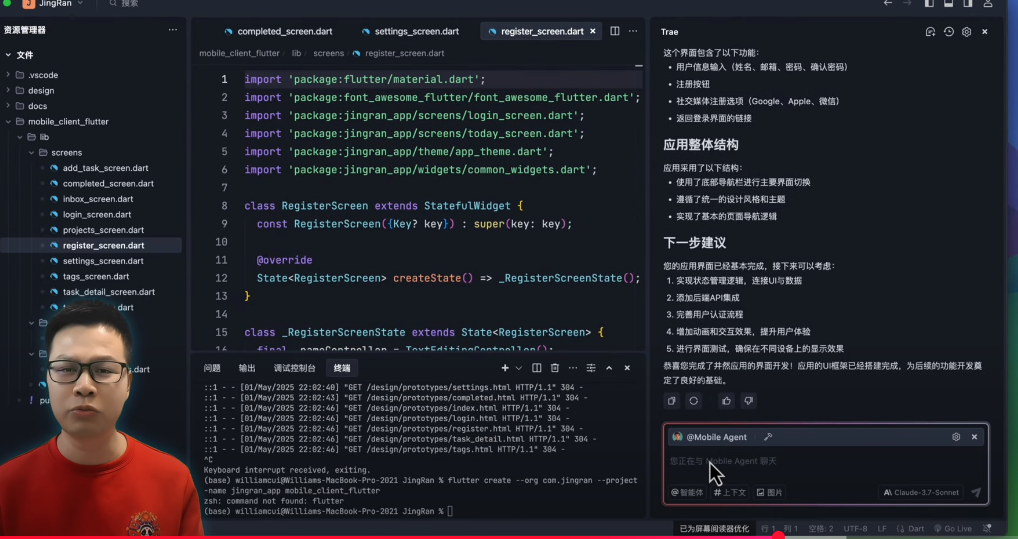 JingRan
搜索
资源管理器
文件
.vscode
design
docs
mobile_client_flutter
lib
screens
add_task_screen.dart
completed_screen.dart
inbox_screen.dart
login_screen.dart
projects_screen.dart
register_screen.dart
settings_screen.dart
tags_screen.dart
task_detail_screen.dart
dart
.dart
! pu
completed_screen.dart
settings_screen.dart
register_screen.dart ×
mobile_client_flutter lib screens register_screen.dart
1 import 'package:flutter/material.dart';
2 import 'package:font_awesome_flutter/font_awesome_flutter.dart';
3 import 'package:jingran_app/screens/login_screen.dart';
4 import 'package:jingran_app/screens/today_screen.dart';
5 import 'package:jingran_app/theme/app_theme.dart';
6 import 'package:jingran_app/widgets/common_widgets.dart';
7
8 class RegisterScreen extends StatefulWidget {
9 const RegisterScreen({Key? key}) : super(key: key);
10
11 @override
12 State<RegisterScreen> createState() => _RegisterScreenState();
13 }
14
15 class _RegisterScreenState extends State<RegisterScreen> {
16 final _nameController = TextEditingController();
问题 输出 调试控制台 终端
::1 - - [01/May/2025 22:02:40] "GET /design/prototypes/settings.html HTTP/1.1" 304 -
::1 - - [01/May/2025 22:02:43] "GET /design/prototypes/completed.html HTTP/1.1" 304 -
::1 - - [01/May/2025 22:02:46] "GET /design/prototypes/index.html HTTP/1.1" 304 -
::1 - - [01/May/2025 22:02:46] "GET /design/prototypes/login.html HTTP/1.1" 304 -
::1 - - [01/May/2025 22:02:46] "GET /design/prototypes/register.html HTTP/1.1" 304 -
::1 - - [01/May/2025 22:02:46] "GET /design/prototypes/task_detail.html HTTP/1.1" 304 -
::1 - - [01/May/2025 22:02:46] "GET /design/prototypes/tags.html HTTP/1.1" 304 -
^C
Keyboard interrupt received, exiting.
(base) williamcui@Williams-MacBook-Pro-2021 JingRan % flutter create --org com.jingran --project
-name jingran_app mobile_client_flutter
zsh: command not found: flutter
(base) williamcui@Williams-MacBook-Pro-2021 JingRan %
Trae
这个界面包含了以下功能:
• 用户信息输入（姓名、邮箱、密码、确认密码）
• 注册按钮
• 社交媒体注册选项（Google、Apple、微信）
• 返回登录界面的链接
应用整体结构
应用采用了以下结构:
• 使用了底部导航栏进行主要界面切换
• 遵循了统一的设计风格和主题
• 实现了基本的页面导航逻辑
下一步建议
您的应用界面已经基本完成，接下来可以考虑:
1. 实现状态管理逻辑，连接UI与数据
2. 添加后端API集成
3. 完善用户认证流程
4. 增加动画和交互效果，提升用户体验
5. 进行界面测试，确保在不同设备上的显示效果
恭喜您完成了井然应用的界面开发！应用的UI框架已经搭建完成，为后续的功能开发奠
定了良好的基础。
@Mobile Agent
您正在与 Mobile Agent 聊天
@智能体 # 上下文 图片 Claude-3.7-Sonnet
已为屏幕阅读器优化 行 1，列 1 空格: 2 UTF-8 LF Dart Go Live